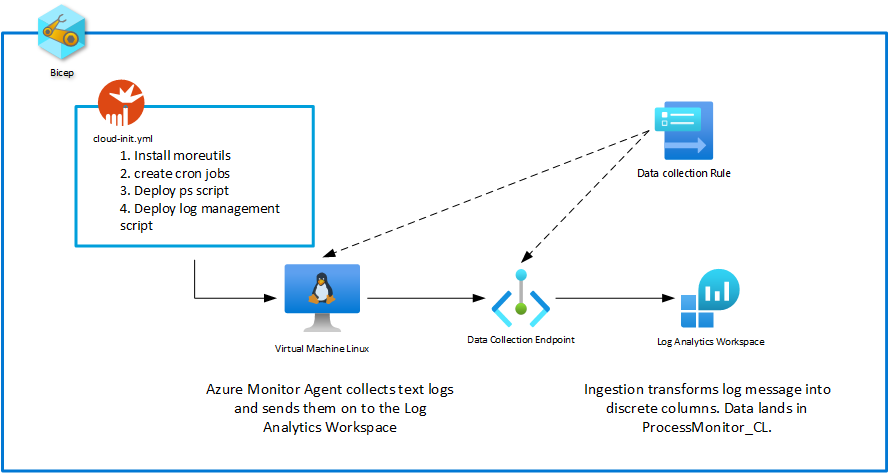 Bicep
cloud-init.yml
1. Install moreutils
2. create cron jobs
3. Deploy ps script
4. Deploy log management
script
Data collection Rule
Virtual Machine Linux
Data Collection Endpoint
Log Analytics Workspace
Azure Monitor Agent collects text logs
and sends them on to the Log
Analytics Workspace
Ingestion transforms log message into
discrete columns. Data lands in
ProcessMonitor_CL.